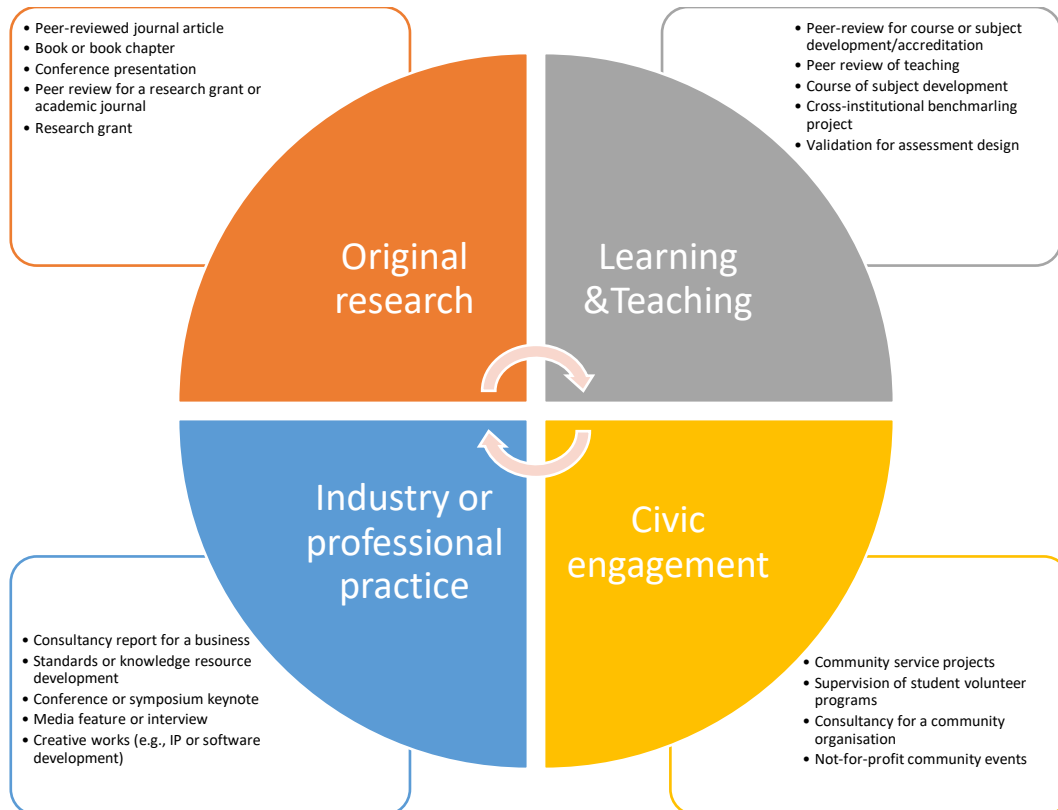 • Peer-reviewed journal article
• Book or book chapter
• Conference presentation
• Peer review for a research grant or
academic journal
• Research grant
• Peer-review for course or subject
development/accreditation
• Peer review of teaching
• Course of subject development
• Cross-institutional benchmarling
project
• Validation for assessment design
Original
research
Learning
&Teaching
Industry or
professional
practice
Civic
engagement
• Consultancy report for a business
• Standards or knowledge resource
development
• Conference or symposium keynote
• Media feature or interview
• Creative works (e.g., IP or software
development)
• Community service projects
• Supervision of student volunteer
programs
• Consultancy for a community
organisation
• Not-for-profit community events